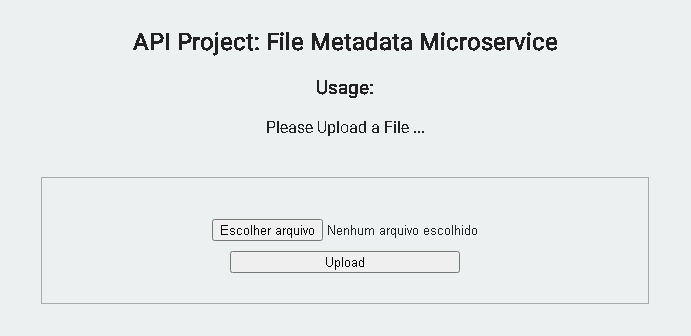 API Project: File Metadata Microservice
Usage:
Please Upload a File ...
Escolher arquivo Nenhum arquivo escolhido
Upload